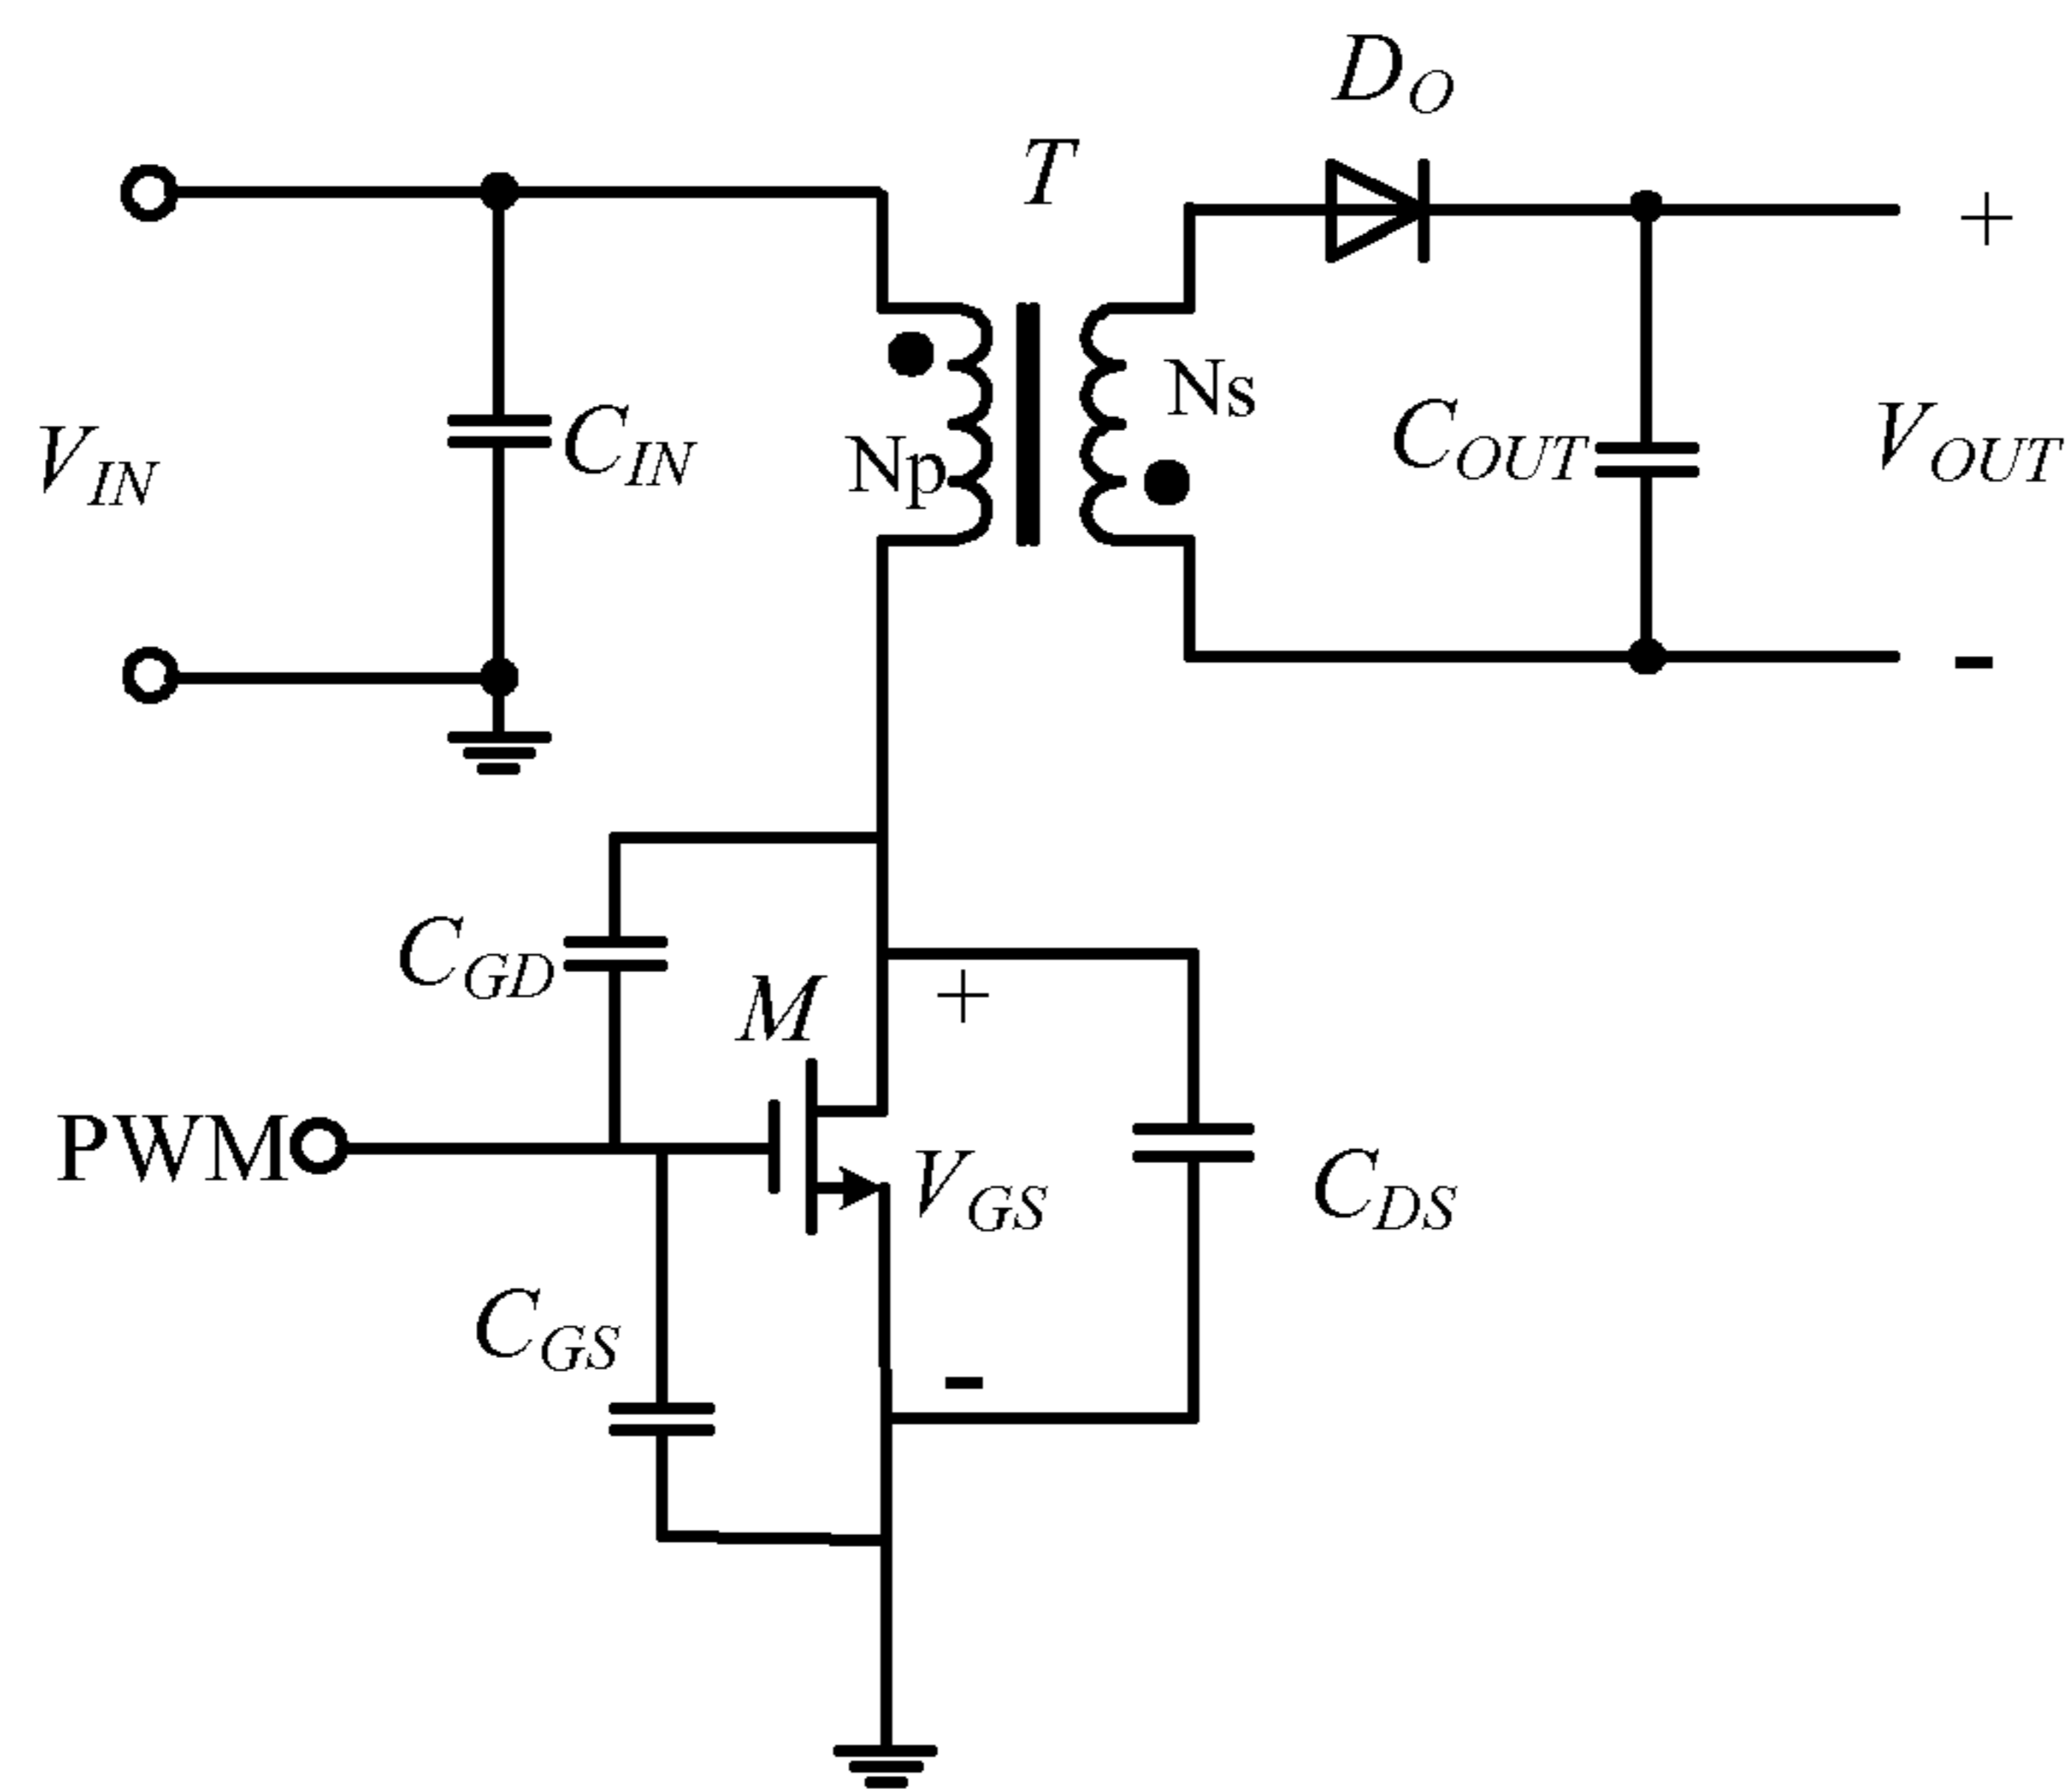 D_O
T
+
Ns
V_IN
C_IN
Np
C_OUT
V_OUT
-
C_GD
M
+
PWM
V_GS
C_DS
C_GS
-